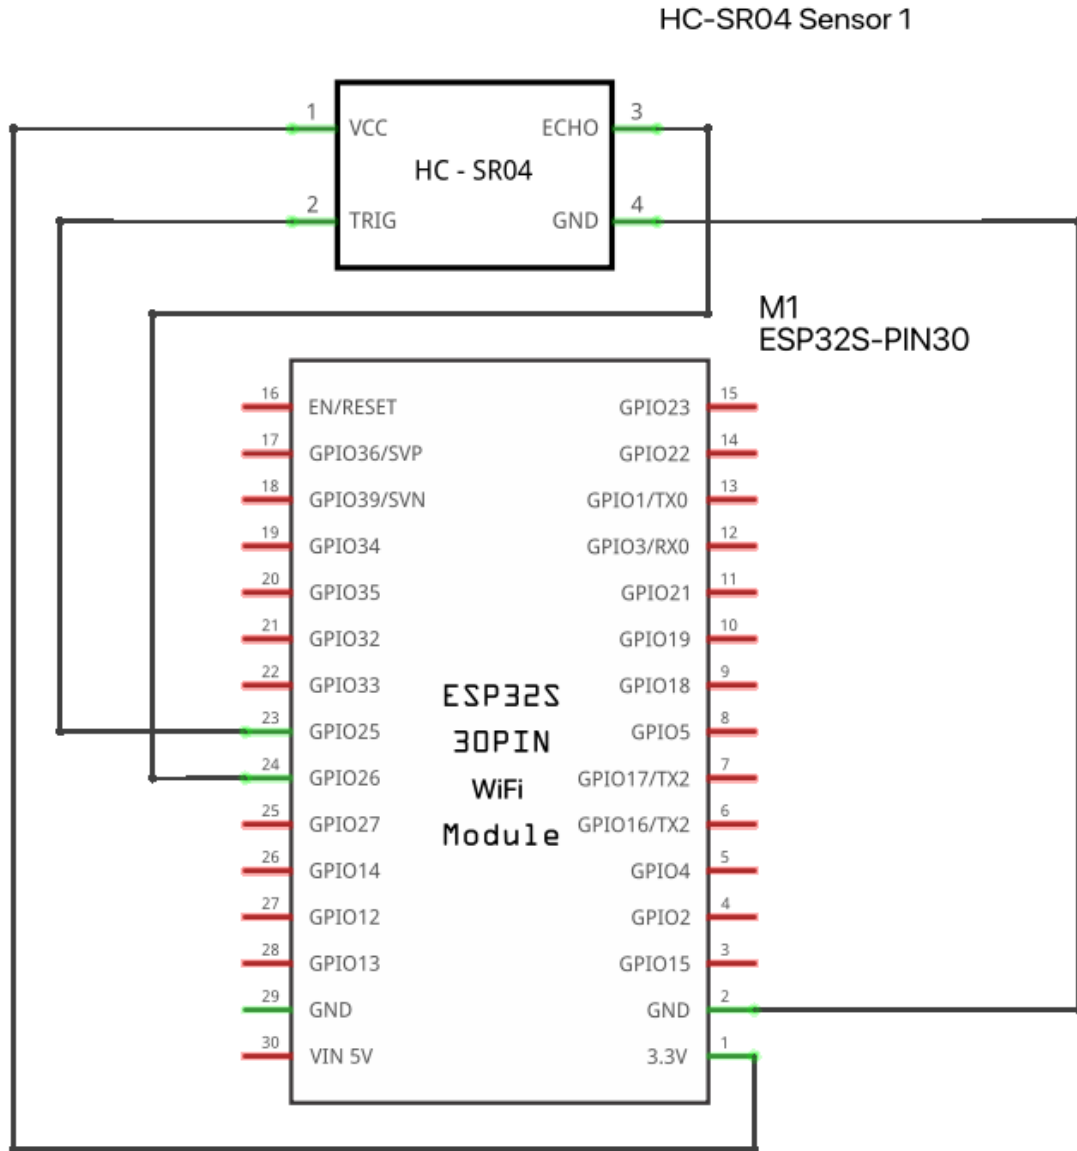 HC-SR04 Sensor 1
1 VCC ECHO 3
HC - SR04
2 TRIG GND 4
M1
ESP32S-PIN30
16 EN/RESET GPIO23 15
17 GPIO36/SVP GPIO22 14
18 GPIO39/SVN GPIO1/TX0 13
19 GPIO34 GPIO3/RX0 12
20 GPIO35 GPIO21 11
21 GPIO32 GPIO19 10
22 GPIO33 GPIO18 9
ESP32S
23 GPIO25 GPIO5 8
30PIN
24 GPIO26 GPIO17/TX2 7
WiFi
25 GPIO27 GPIO16/TX2 6
Module
26 GPIO14 GPIO4 5
27 GPIO12 GPIO2 4
28 GPIO13 GPIO15 3
29 GND GND 2
30 VIN 5V 3.3V 1